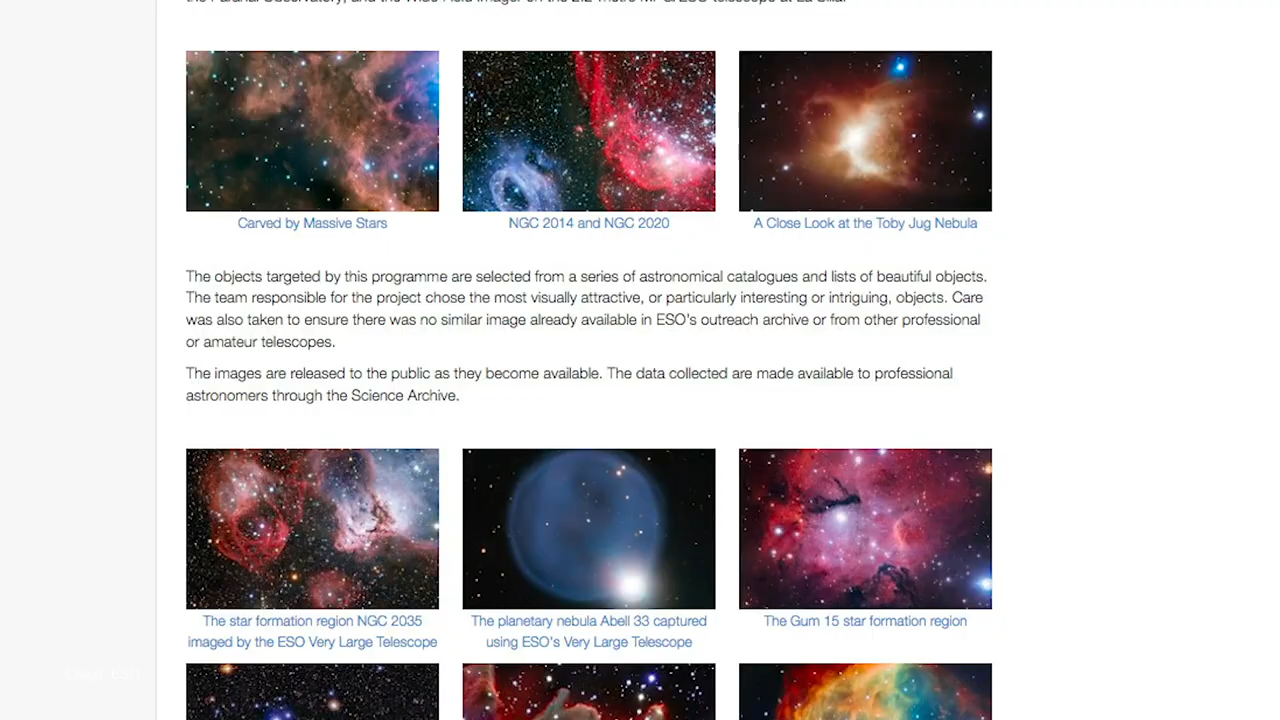 Carved by Massive Stars
NGC 2014 and NGC 2020
A Close Look at the Toby Jug Nebula
The objects targeted by this programme are selected from a series of astronomical catalogues and lists of beautiful objects.
The team responsible for the project chose the most visually attractive, or particularly interesting or intriguing, objects. Care
was also taken to ensure there was no similar image already available in ESO's outreach archive or from other professional
or amateur telescopes.
The images are released to the public as they become available. The data collected are made available to professional
astronomers through the Science Archive.
The star formation region NGC 2035
imaged by the ESO Very Large Telescope
The planetary nebula Abell 33 captured
using ESO's Very Large Telescope
The Gum 15 star formation region